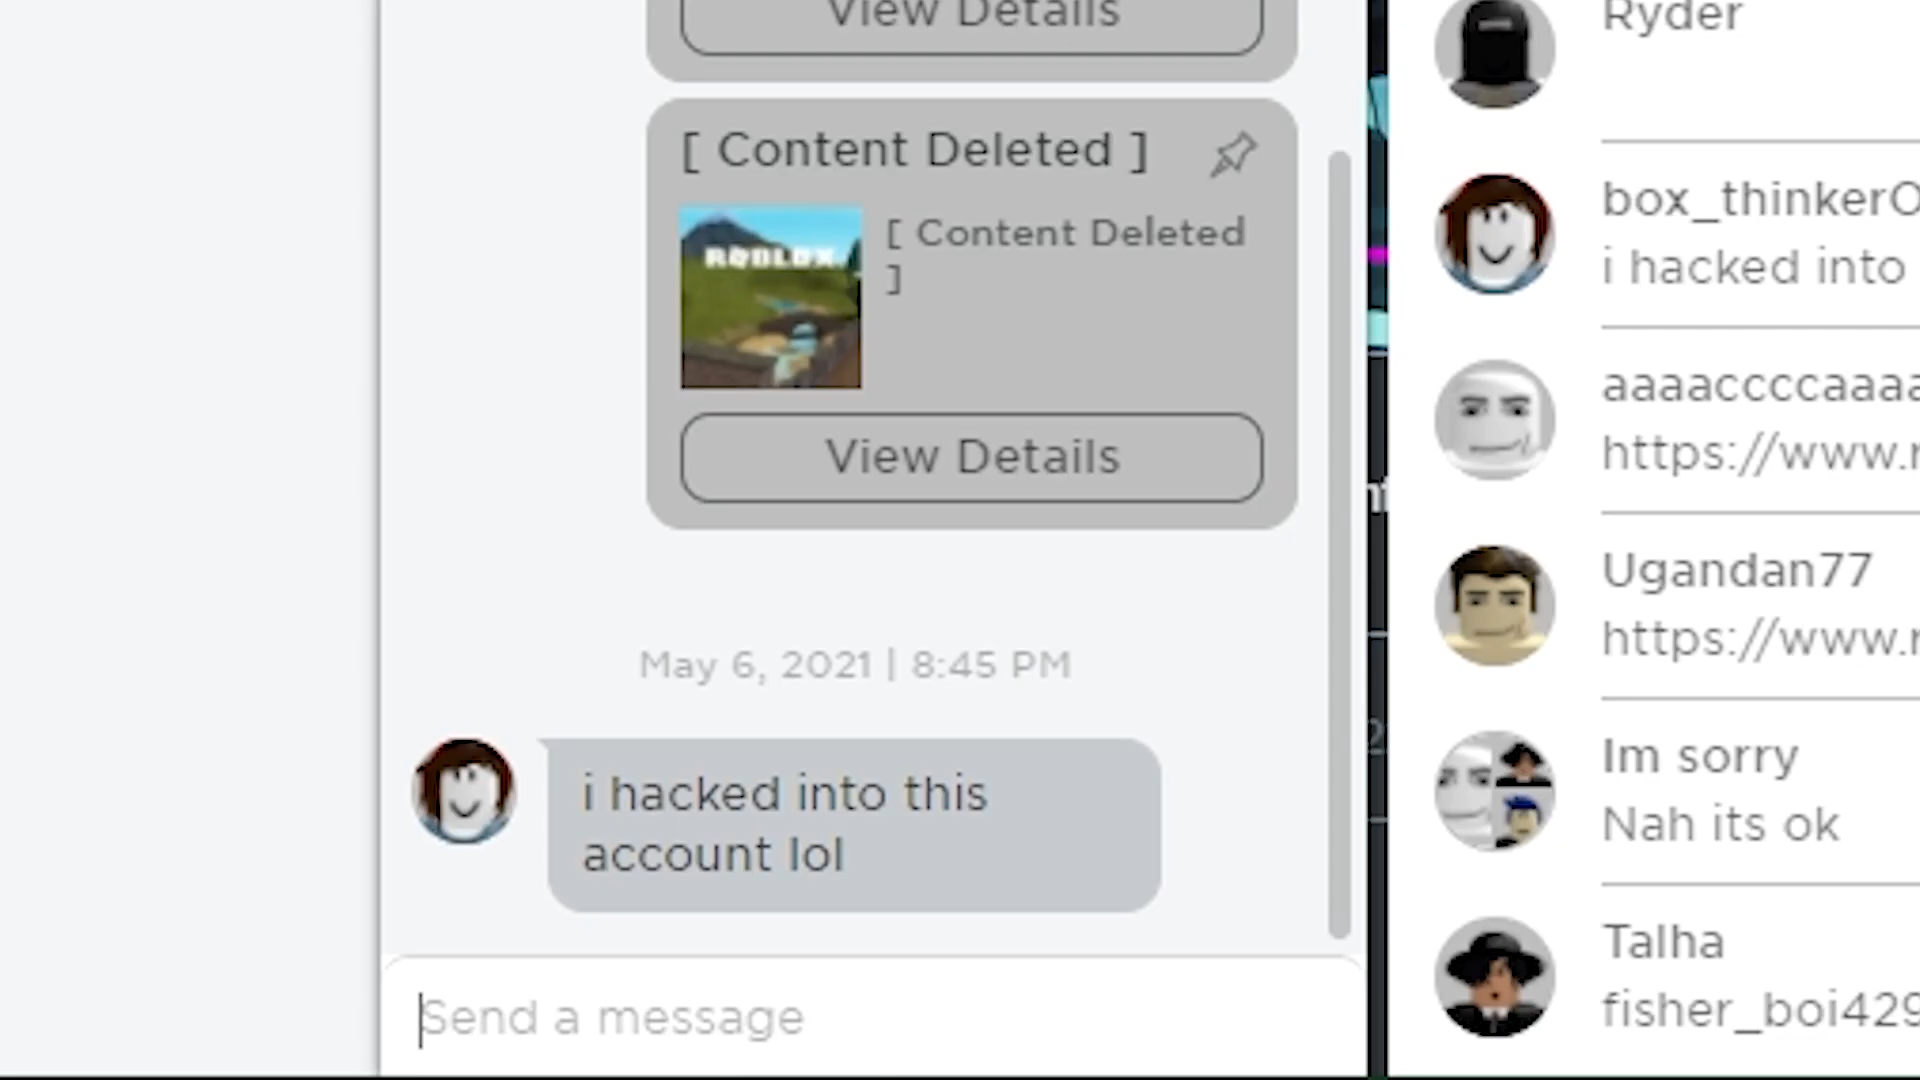 View Details
[ Content Deleted ]
ROBLOX
[ Content Deleted
]
View Details
May 6, 2021 | 8:45 PM
i hacked into this
account lol
Send a message
Ryder
box_thinker
i hacked into
aaaaccccaaaa
https://www.r
Ugandan77
https://www.r
Im sorry
Nah its ok
Talha
fisher_boi429